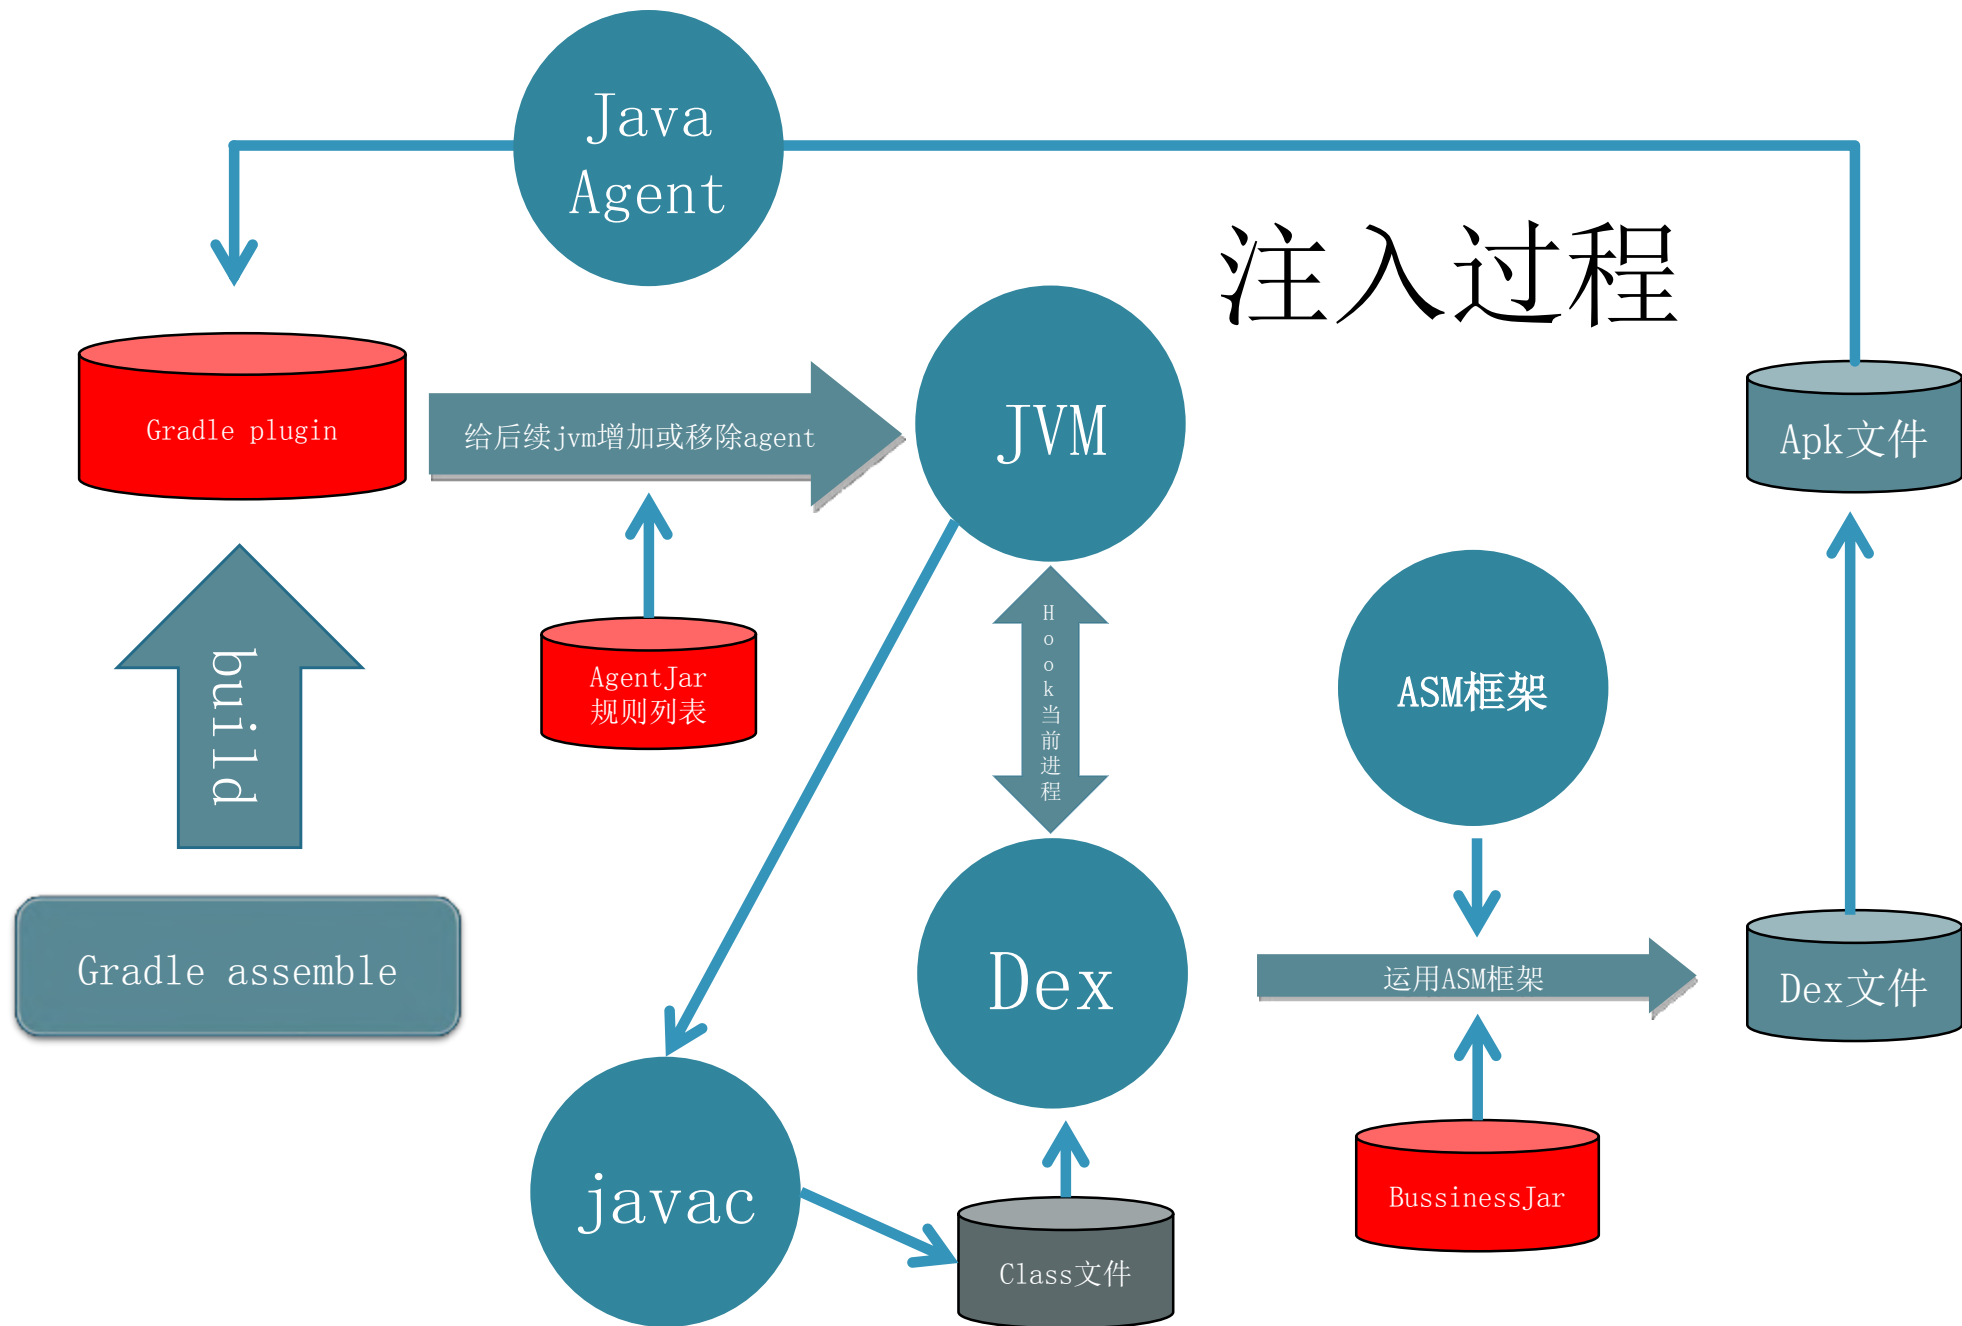 Java
Agent
注入过程
Gradle plugin
给后续jvm增加或移除agent
JVM
Apk文件
build
AgentJar
规则列表
Hook当前进程
ASM框架
Gradle assemble
Dex
运用ASM框架
Dex文件
javac
BussinessJar
Class文件